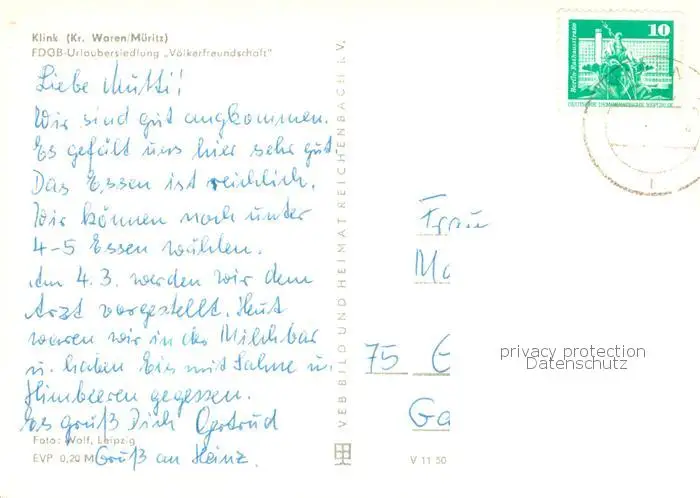 Klink (Kr. Waren/Müritz)
FDGB-Urlaubersiedlung „Völkerfreundschaft"
Liebe Mutti!
Wir sind gut angkommen.
Es gefält uns hier sehr gut.
Das Essen ist reichlich.
Wir können noch unter
4-5 Essen wählen.
Am 4.3. werden wir dem
Arzt vorgestellt. Heut
waren wir in der Milchbar
u. haben Eis mit Sahne u.
Himbeeren gegessen.
Es grüßt Dich Gertrud
Gruß an Heinz.
Foto: Wolf, Leipzig
EVP 0,20 M
VEB BILD UND HEIMAT REICHENBACH i. V.
V 11 50
10
Berlin, Rathausstraße
DEUTSCHE DEMOKRATISCHE REPUBLIK
Frau
75
privacy protection
Datenschutz